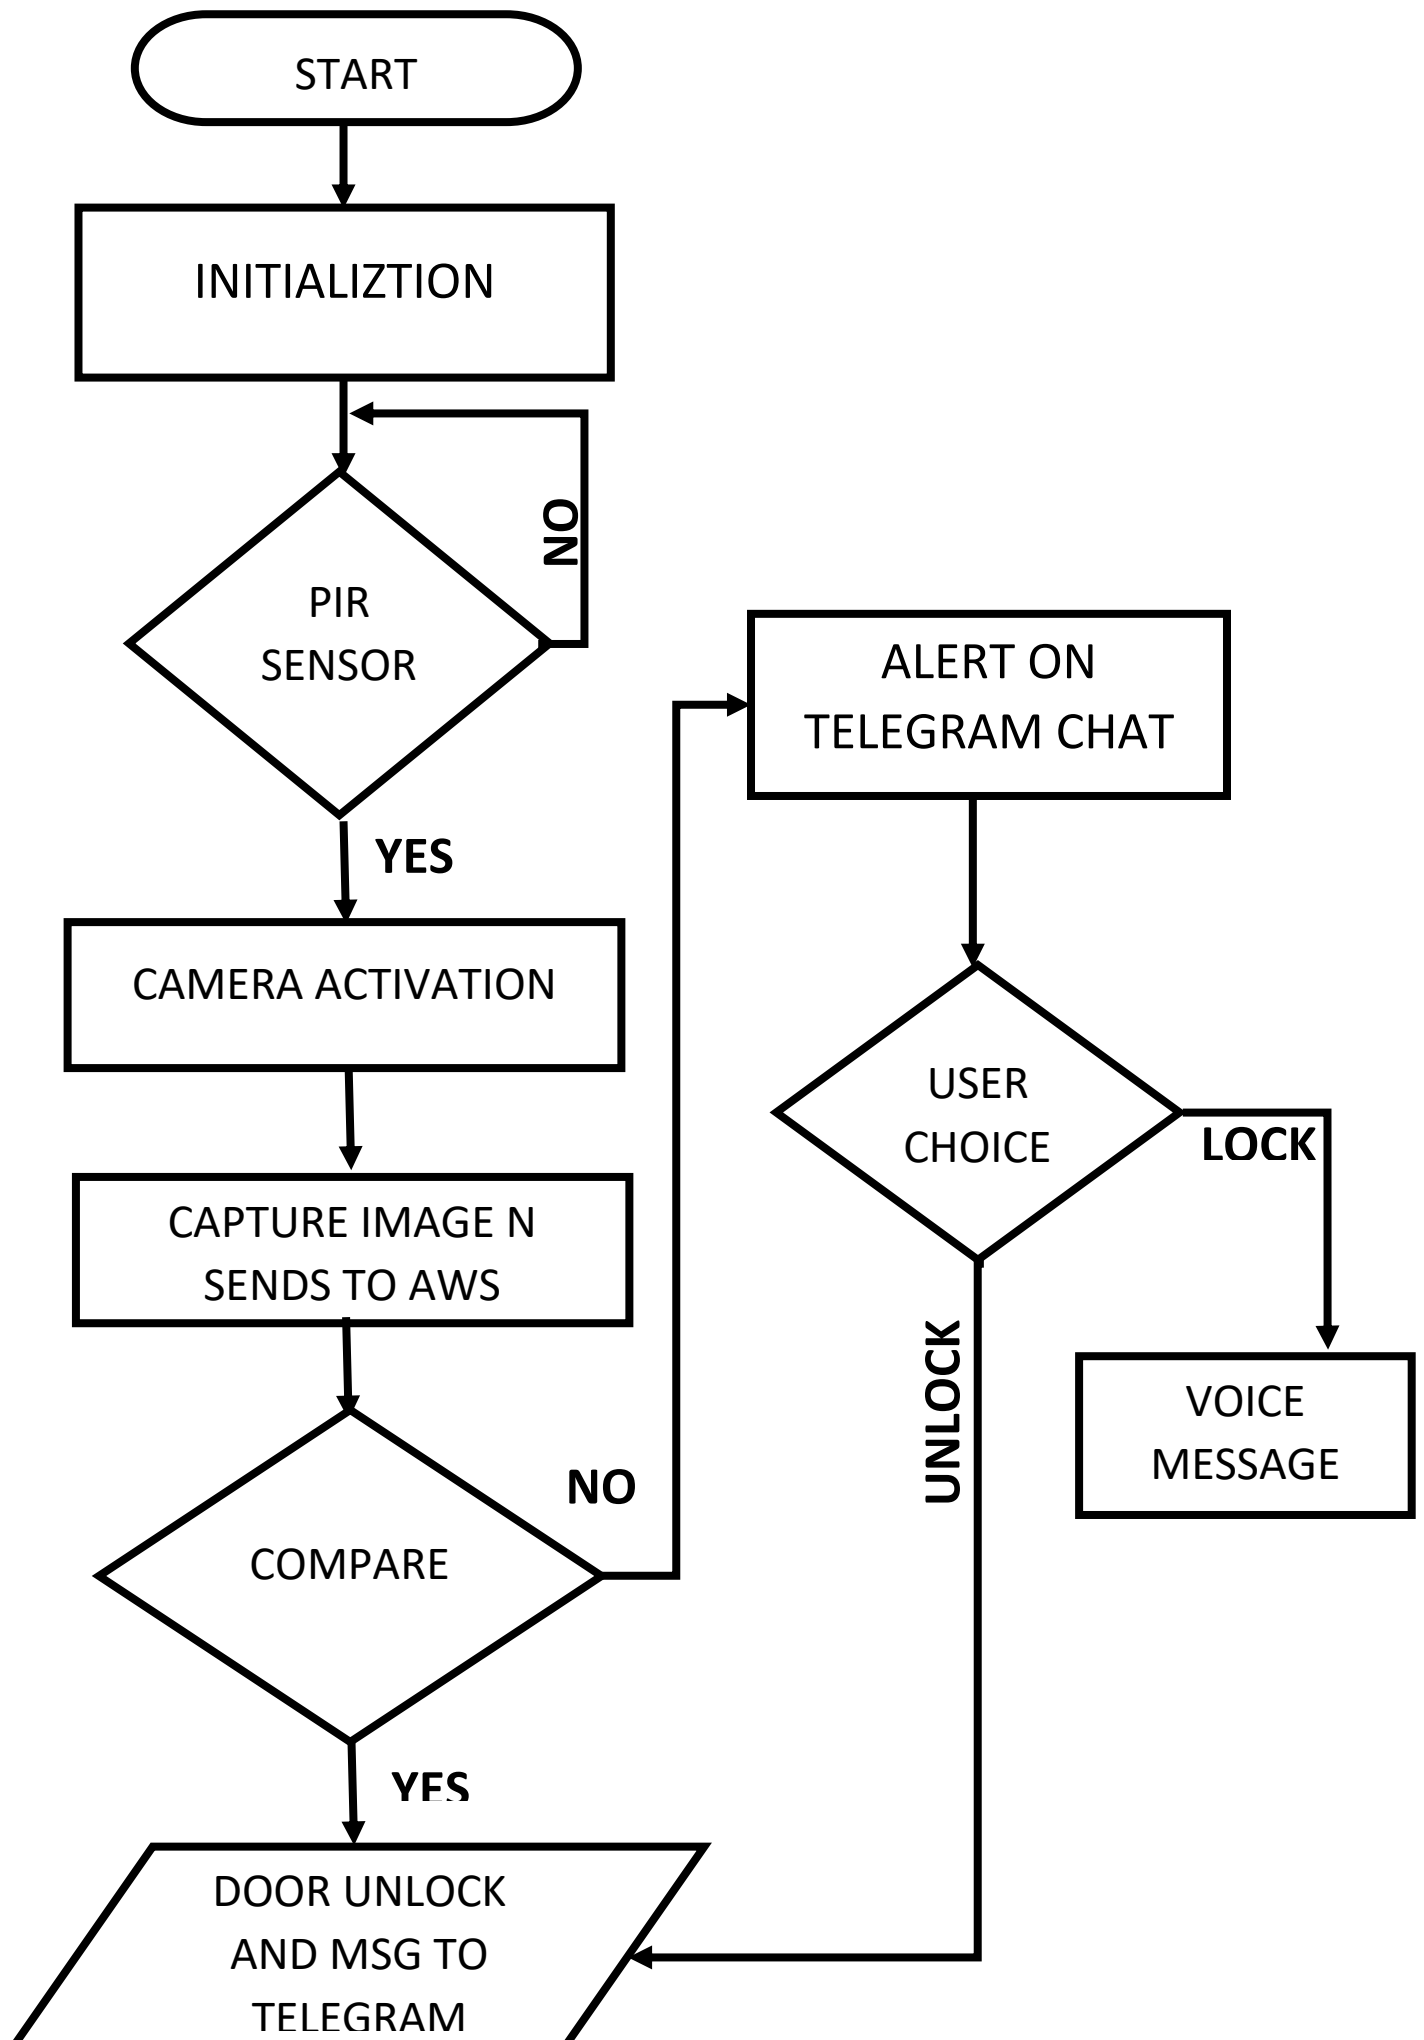 START
INITIALIZTION
NO
PIR
SENSOR
YES
CAMERA ACTIVATION
CAPTURE IMAGE N
SENDS TO AWS
COMPARE
NO
YES
DOOR UNLOCK
AND MSG TO
TELEGRAM
ALERT ON
TELEGRAM CHAT
USER
CHOICE
LOCK
UNLOCK
VOICE
MESSAGE